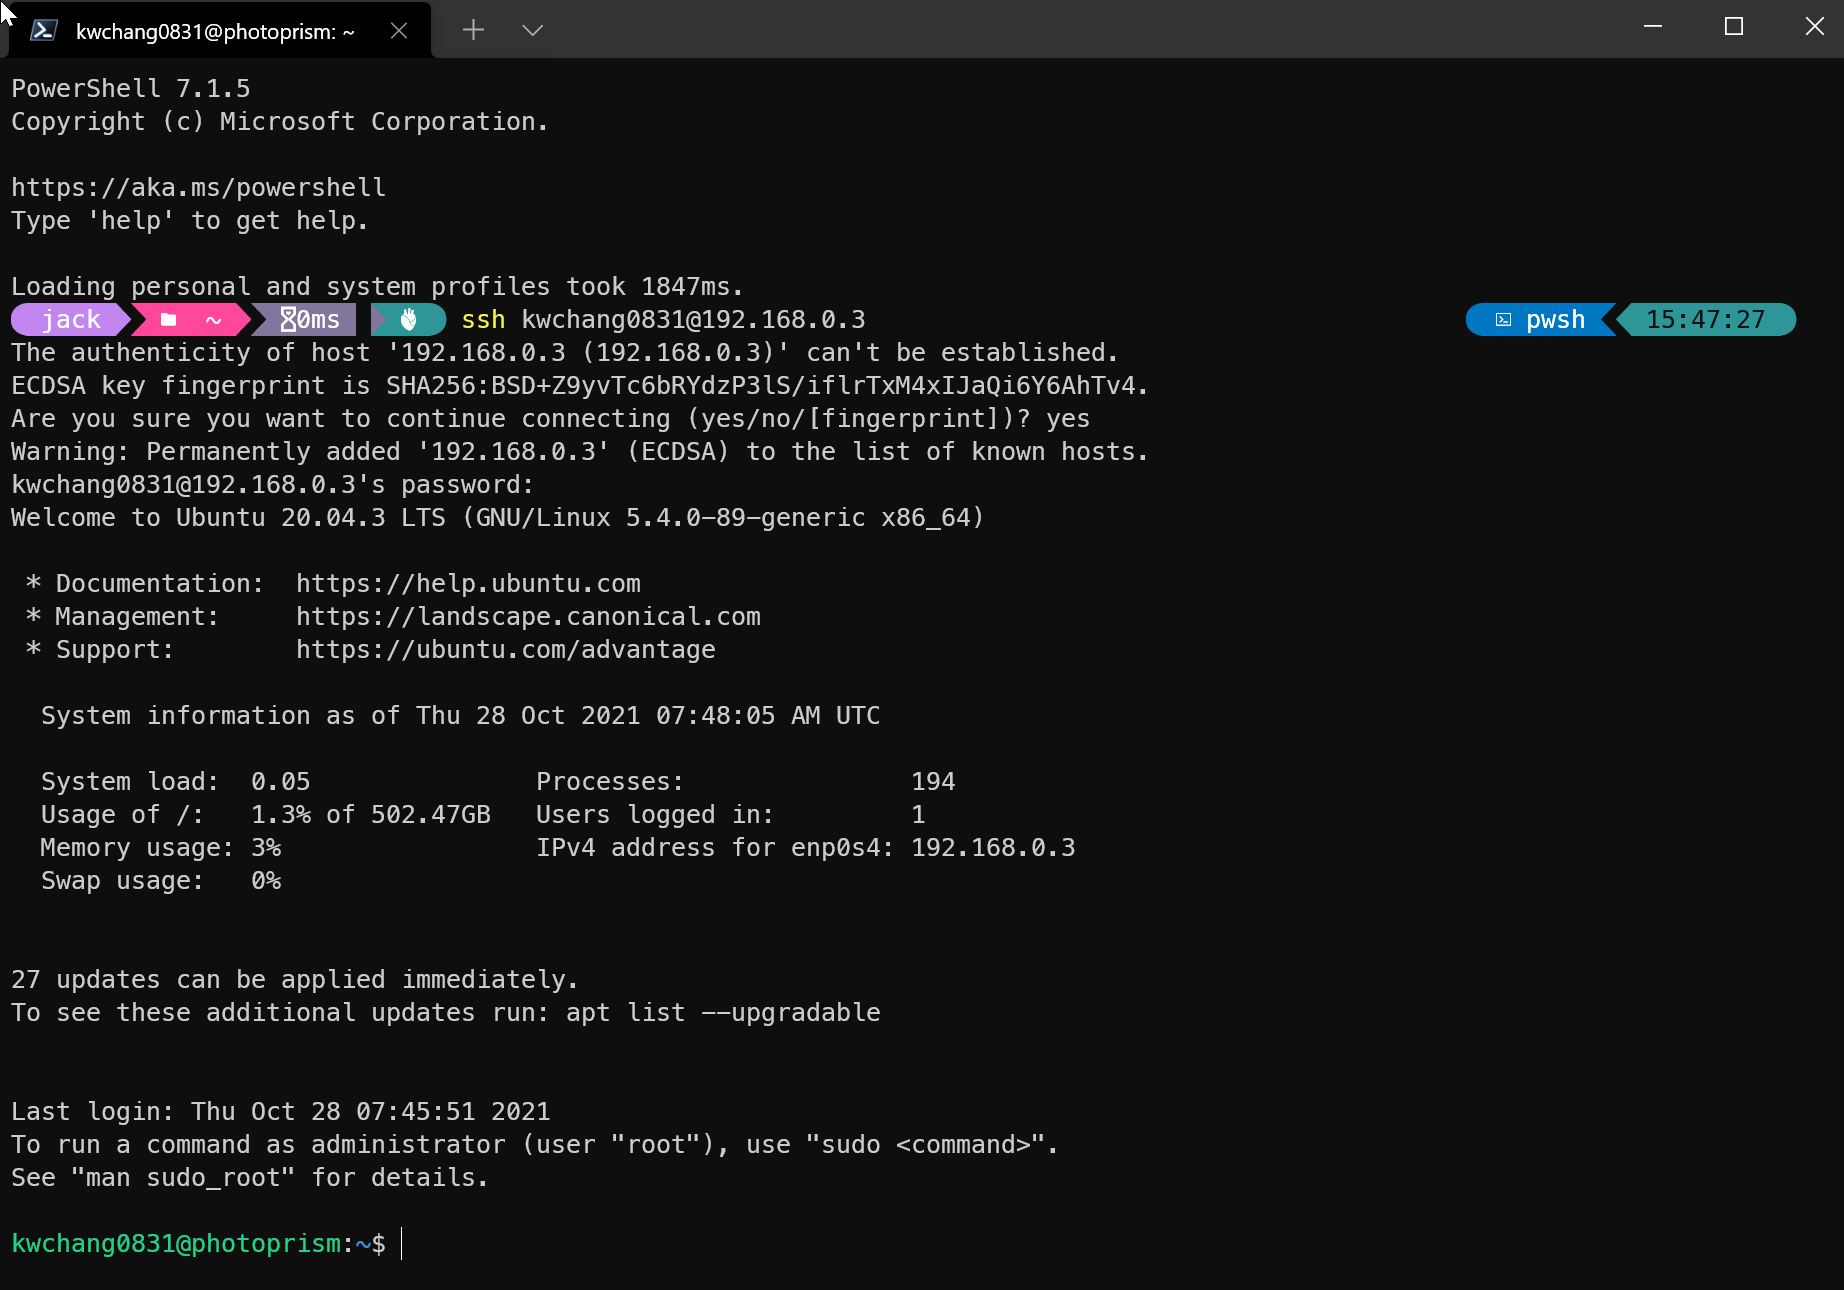 kwchang0831@photoprism: ~
PowerShell 7.1.5
Copyright (c) Microsoft Corporation.
https://aka.ms/powershell
Type 'help' to get help.
Loading personal and system profiles took 1847ms.
jack ~ 0ms ssh kwchang0831@192.168.0.3 pwsh 15:47:27
The authenticity of host '192.168.0.3 (192.168.0.3)' can't be established.
ECDSA key fingerprint is SHA256:BSD+Z9yvTc6bRYdzP3lS/iflrTxM4xIJaQi6Y6AhTv4.
Are you sure you want to continue connecting (yes/no/[fingerprint])? yes
Warning: Permanently added '192.168.0.3' (ECDSA) to the list of known hosts.
kwchang0831@192.168.0.3's password:
Welcome to Ubuntu 20.04.3 LTS (GNU/Linux 5.4.0-89-generic x86_64)
* Documentation:  https://help.ubuntu.com
* Management:     https://landscape.canonical.com
* Support:        https://ubuntu.com/advantage
System information as of Thu 28 Oct 2021 07:48:05 AM UTC
System load:  0.05               Processes:               194
Usage of /:   1.3% of 502.47GB   Users logged in:         1
Memory usage: 3%                 IPv4 address for enp0s4: 192.168.0.3
Swap usage:   0%
27 updates can be applied immediately.
To see these additional updates run: apt list --upgradable
Last login: Thu Oct 28 07:45:51 2021
To run a command as administrator (user "root"), use "sudo <command>".
See "man sudo_root" for details.
kwchang0831@photoprism:~$